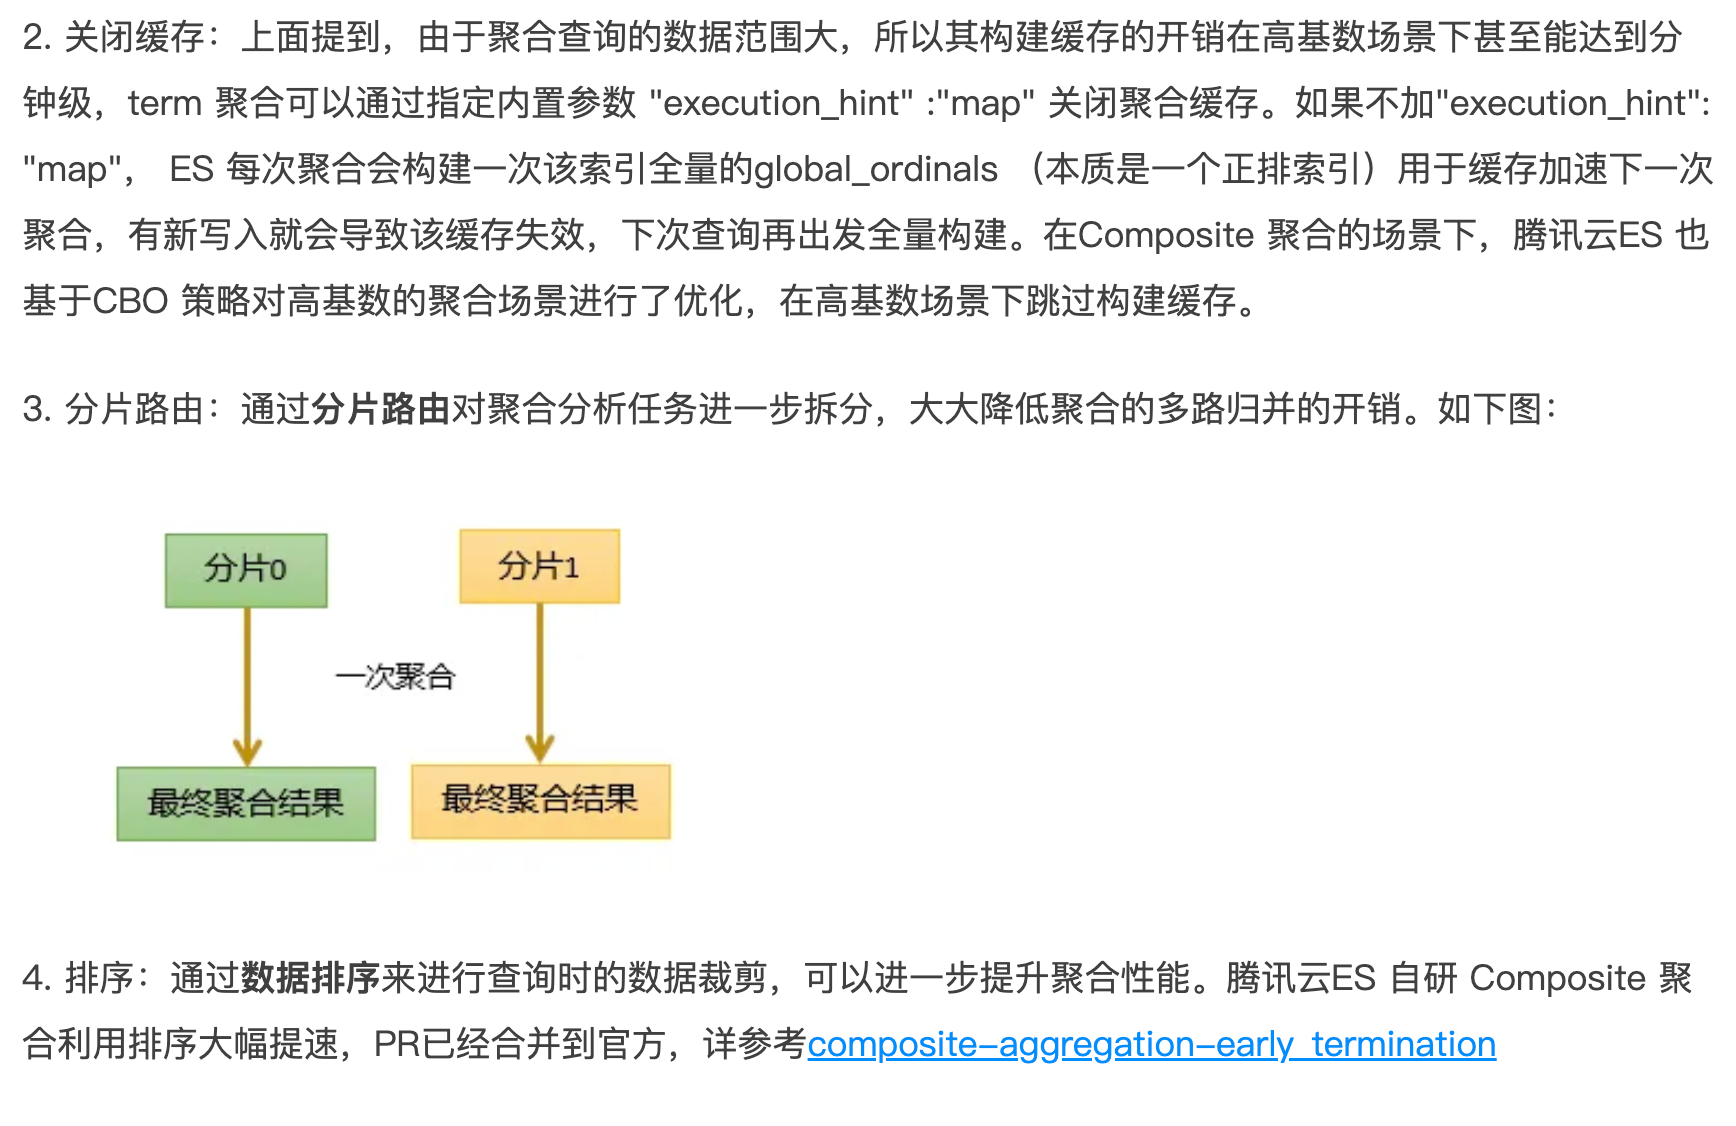 2. 关闭缓存：上面提到，由于聚合查询的数据范围大，所以其构建缓存的开销在高基数场景下甚至能达到分
钟级，term 聚合可以通过指定内置参数 "execution_hint" :"map" 关闭聚合缓存。如果不加"execution_hint":
"map"， ES 每次聚合会构建一次该索引全量的global_ordinals （本质是一个正排索引）用于缓存加速下一次
聚合，有新写入就会导致该缓存失效，下次查询再出发全量构建。在Composite 聚合的场景下，腾讯云ES 也
基于CBO 策略对高基数的聚合场景进行了优化，在高基数场景下跳过构建缓存。
3. 分片路由：通过分片路由对聚合分析任务进一步拆分，大大降低聚合的多路归并的开销。如下图：
分片0
分片1
一次聚合
最终聚合结果
最终聚合结果
4. 排序：通过数据排序来进行查询时的数据裁剪，可以进一步提升聚合性能。腾讯云ES 自研 Composite 聚
合利用排序大幅提速，PR已经合并到官方，详参考composite-aggregation-early_termination